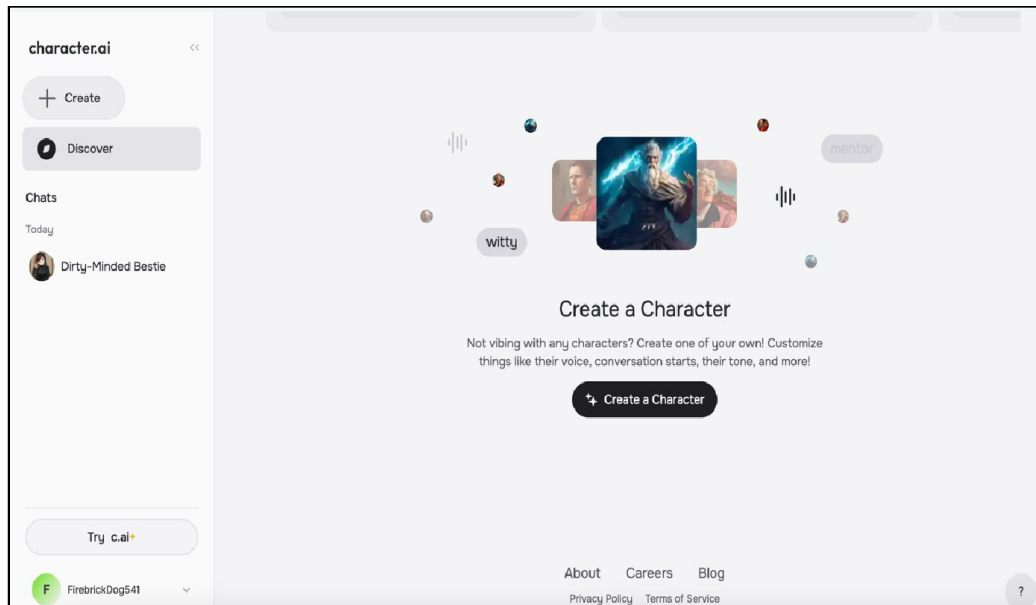 character.ai
Create
Discover
Chats
Today
Dirty-Minded Bestie
Try c.ai+
F
FirebrickDog541
mentor
witty
Create a Character
Not vibing with any characters? Create one of your own! Customize
things like their voice, conversation starts, their tone, and more!
Create a Character
About Careers Blog
Privacy Policy Terms of Service
?